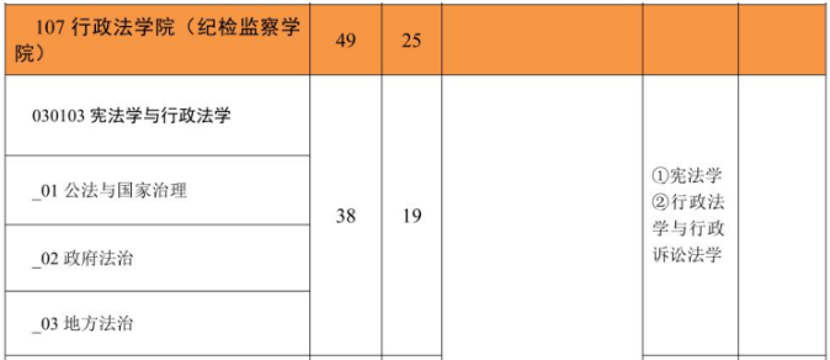 107 行政法学院（纪检监察学
院）
49
25
030103 宪法学与行政法学
_01 公法与国家治理
_02 政府法治
_03 地方法治
38
19
①宪法学
②行政法
学与行政
诉讼法学